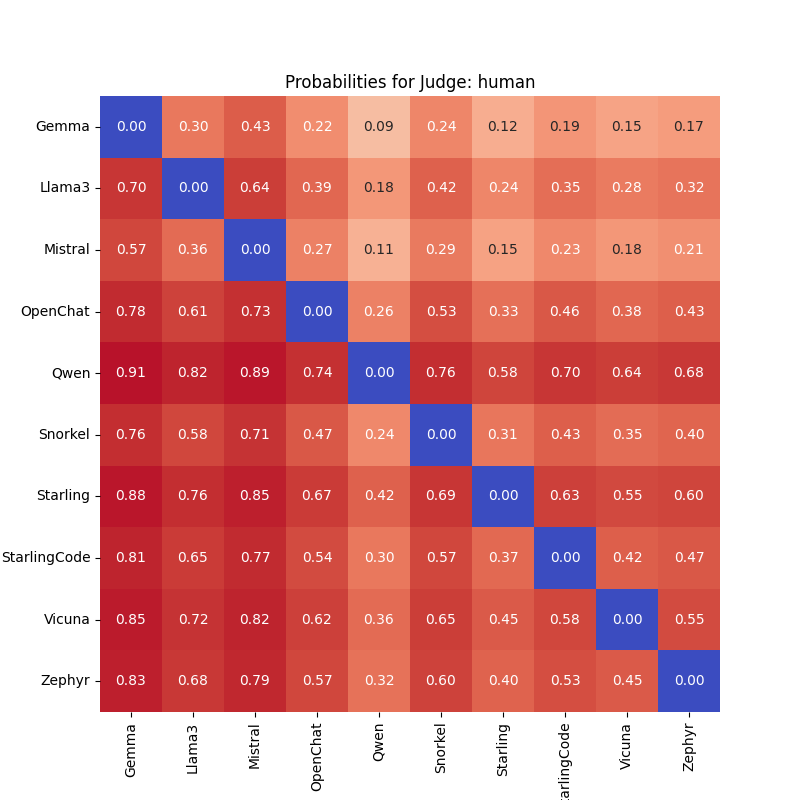 Probabilities for Judge: human
Gemma 0.00 0.30 0.43 0.22 0.09 0.24 0.12 0.19 0.15 0.17
Llama3 0.70 0.00 0.64 0.39 0.18 0.42 0.24 0.35 0.28 0.32
Mistral 0.57 0.36 0.00 0.27 0.11 0.29 0.15 0.23 0.18 0.21
OpenChat 0.78 0.61 0.73 0.00 0.26 0.53 0.33 0.46 0.38 0.43
Qwen 0.91 0.82 0.89 0.74 0.00 0.76 0.58 0.70 0.64 0.68
Snorkel 0.76 0.58 0.71 0.47 0.24 0.00 0.31 0.43 0.35 0.40
Starling 0.88 0.76 0.85 0.67 0.42 0.69 0.00 0.63 0.55 0.60
StarlingCode 0.81 0.65 0.77 0.54 0.30 0.57 0.37 0.00 0.42 0.47
Vicuna 0.85 0.72 0.82 0.62 0.36 0.65 0.45 0.58 0.00 0.55
Zephyr 0.83 0.68 0.79 0.57 0.32 0.60 0.40 0.53 0.45 0.00
Gemma Llama3 Mistral OpenChat Qwen Snorkel Starling arlingCode Vicuna Zephyr